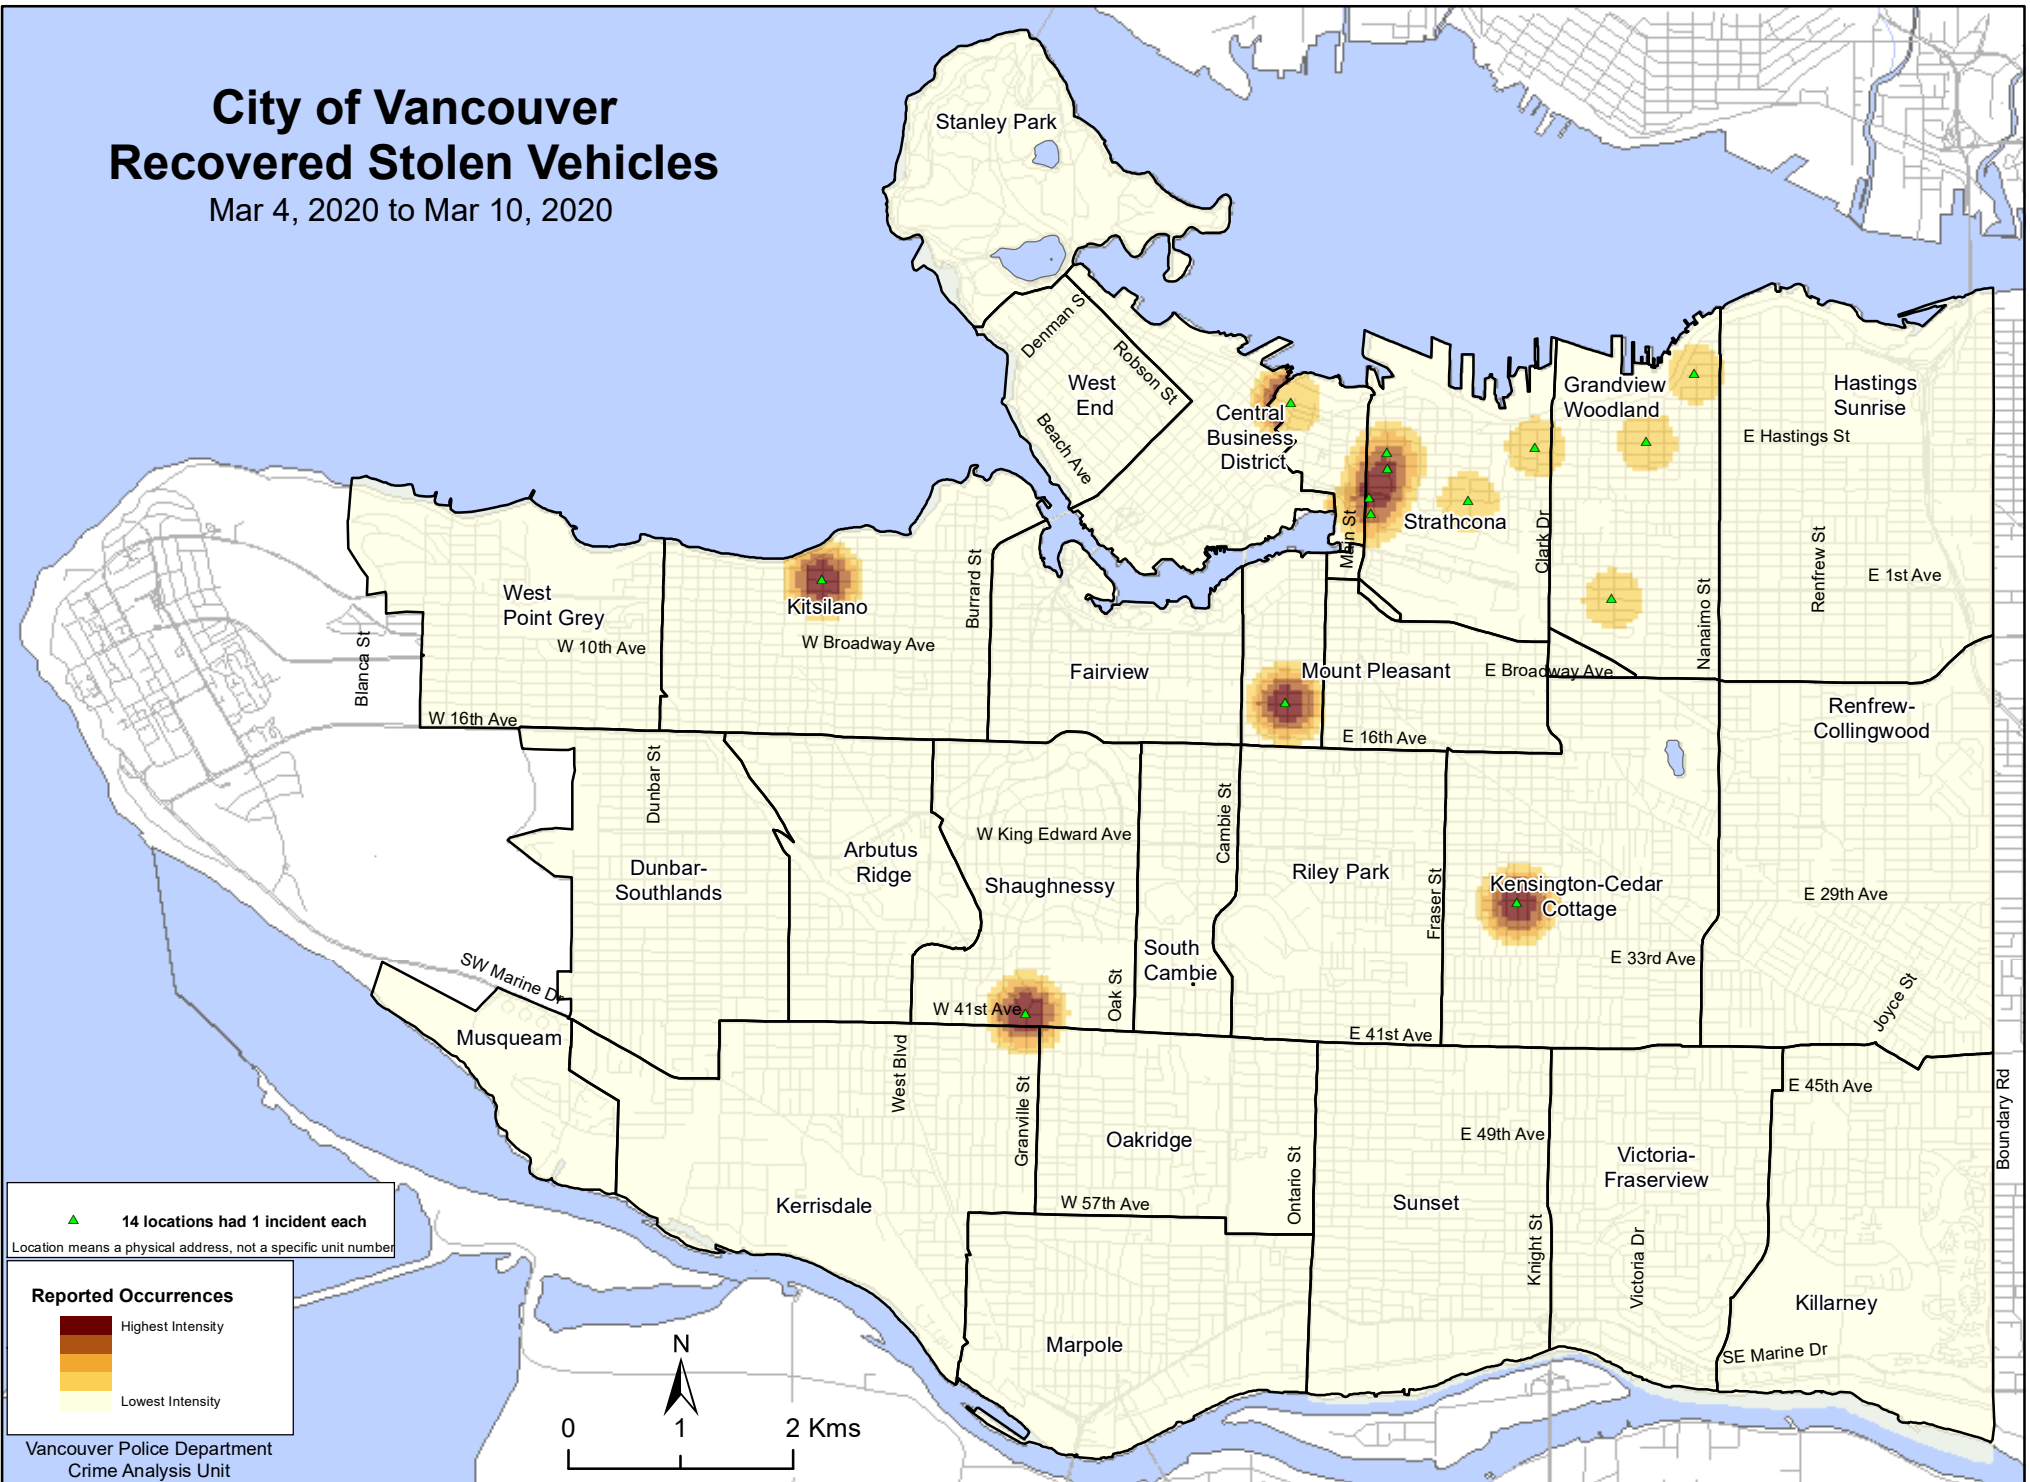 City of Vancouver
Recovered Stolen Vehicles
Mar 4, 2020 to Mar 10, 2020
Stanley Park
Denman S
Robson St
West
End
Beach Ave
Central
Business
District
Main St
Strathcona
Clark Dr
Grandview
Woodland
Hastings
Sunrise
E Hastings St
Renfrew St
E 1st Ave
Nanaimo St
West
Point Grey
W 10th Ave
Blanca St
W 16th Ave
Kitsilano
W Broadway Ave
Burrard St
Fairview
Mount Pleasant
E Broadway Ave
E 16th Ave
Renfrew-
Collingwood
Dunbar St
Dunbar-
Southlands
Arbutus
Ridge
W King Edward Ave
Shaughnessy
Cambie St
South
Cambie
Oak St
W 41st Ave
Riley Park
Fraser St
Kensington-Cedar
Cottage
E 29th Ave
E 33rd Ave
Joyce St
E 41st Ave
SW Marine Dr
Musqueam
West Blvd
Granville St
Kerrisdale
Oakridge
W 57th Ave
Ontario St
Sunset
E 49th Ave
Knight St
Victoria-
Fraserview
Victoria Dr
E 45th Ave
Boundary Rd
Killarney
SE Marine Dr
Marpole
14 locations had 1 incident each
Location means a physical address, not a specific unit number
Reported Occurrences
Highest Intensity
Lowest Intensity
Vancouver Police Department
Crime Analysis Unit
N
0 1 2 Kms